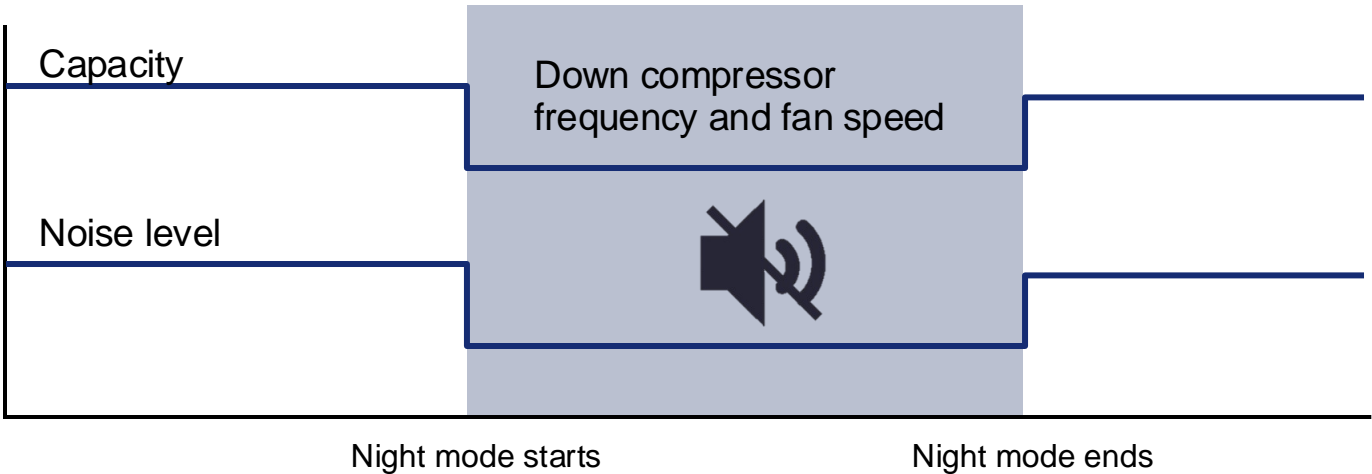 Capacity
Down compressor
frequency and fan speed
Noise level
Night mode starts
Night mode ends